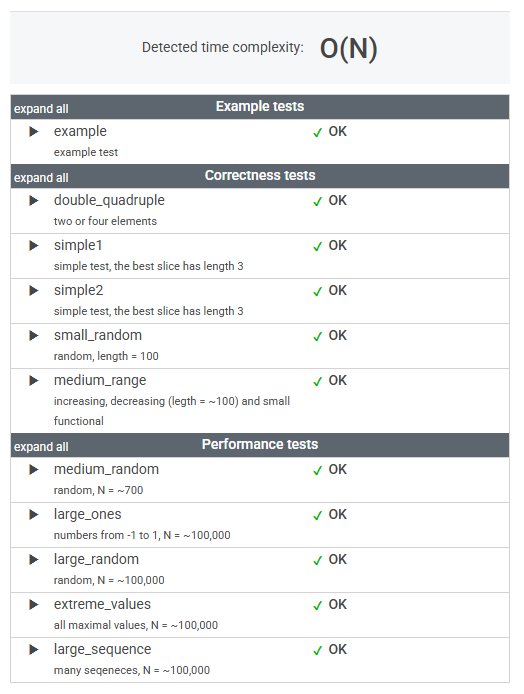 Detected time complexity: O(N)
expand all Example tests
example ✓ OK
example test
expand all Correctness tests
double_quadruple ✓ OK
two or four elements
simple1 ✓ OK
simple test, the best slice has length 3
simple2 ✓ OK
simple test, the best slice has length 3
small_random ✓ OK
random, length = 100
medium_range ✓ OK
increasing, decreasing (legth = ~100) and small
functional
expand all Performance tests
medium_random ✓ OK
random, N = ~700
large_ones ✓ OK
numbers from -1 to 1, N = ~100,000
large_random ✓ OK
random, N = ~100,000
extreme_values ✓ OK
all maximal values, N = ~100,000
large_sequence ✓ OK
many seqeneces, N = ~100,000